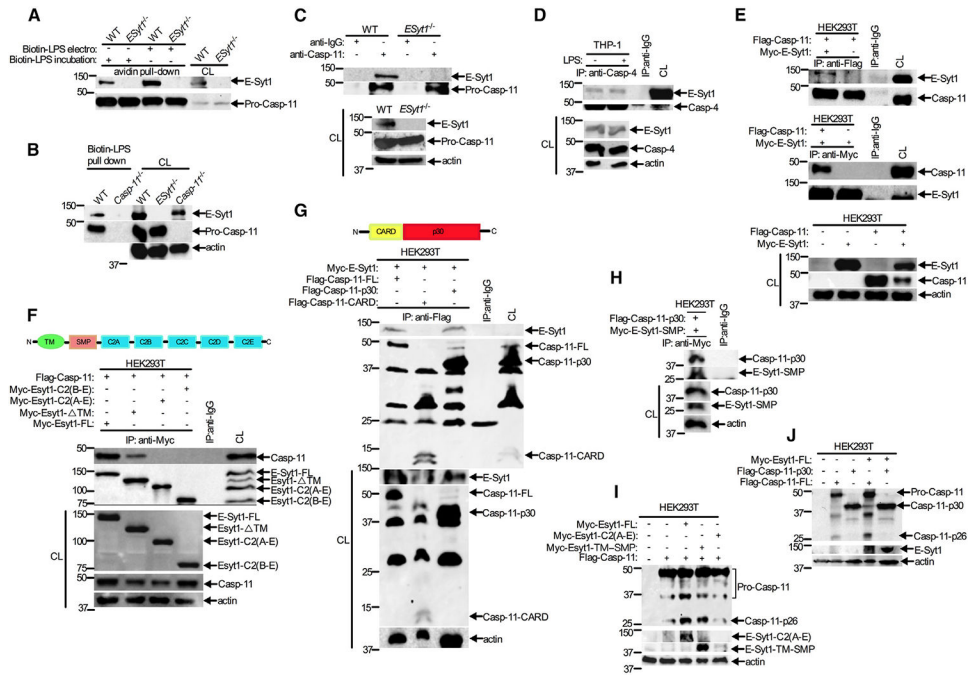 A
WT
ESyt1-/-
WT
ESyt1-/-
Biotin-LPS electro: - - + +
Biotin-LPS incubation: + + - -
avidin pull-down
CL
WT
ESyt1-/-
150
E-Syt1
50
Pro-Casp-11
B
Biotin-LPS
pull down
CL
WT
Casp-11-/-
WT
ESyt1-/-
Casp-11-/-
150
E-Syt1
50
Pro-Casp-11
actin
37
C
WT
ESyt1-/-
anti-IgG + - + -
anti-Casp-11: - + - +
150
E-Syt1
50
Pro-Casp-11
WT ESyt1-/-
CL
150
E-Syt1
50
Pro-Casp-11
actin
37
D
THP-1
LPS: - +
IP:anti-Casp-4
IP:anti-IgG
CL
150
E-Syt1
50
Casp-4
CL
150
E-Syt1
50
Casp-4
actin
37
E
HEK293T
Flag-Casp-11: + +
Myc-E-Syt1: + -
IP:anti-Flag
IP:anti-IgG
CL
150
E-Syt1
50
Casp-11
HEK293T
Flag-Casp-11: + -
Myc-E-Syt1: + -
IP: anti-Myc
IP:anti-IgG
CL
50
Casp-11
150
E-Syt1
HEK293T
Flag-Casp-11: - - + +
Myc-E-Syt1: - + - +
CL
150
E-Syt1
50
Casp-11
actin
37
F
N
TM
SMP
C2A
C2B
C2C
C2D
C2E
C
HEK293T
Flag-Casp-11: + + + +
Myc-Esyt1-C2(B-E) - - - +
Myc-Esyt1-C2(A-E): - - + -
Myc-Esyt1-△TM: - + - -
Myc-Esyt1-FL: + - - -
IP: anti-Myc
IP:anti-IgG
CL
50
Casp-11
150
E-Syt1-FL
Esyt1-△TM
100
Esyt1-C2(A-E)
75
Esyt1-C2(B-E)
CL
150
E-Syt1-FL
Esyt1-△TM
100
Esyt1-C2(A-E)
75
Esyt1-C2(B-E)
50
Casp-11
actin
37
G
N
CARD
p30
C
HEK293T
Myc-E-Syt1: + + +
Flag-Casp-11-FL: + - -
Flag-Casp-11-p30: - - +
Flag-Casp-11-CARD: - + -
IP:anti-Flag
IP:anti-IgG
CL
150
E-Syt1
50
Casp-11-FL
Casp-11-p30
37
25
15
Casp-11-CARD
12
CL
150
E-Syt1
50
Casp-11-FL
Casp-11-p30
37
25
15
12
Casp-11-CARD
actin
37
H
HEK293T
Flag-Casp-11-p30: +
Myc-E-Syt1-SMP: +
IP: anti-Myc
IP:anti-IgG
37
Casp-11-p30
25
E-Syt1-SMP
CL
37
Casp-11-p30
25
E-Syt1-SMP
actin
37
I
HEK293T
Myc-Esyt1-FL: - - + - -
Myc-Esyt1-C2(A-E): - - - - +
Myc-Esyt1-TM-SMP: - - - + -
Flag-Casp-11: - + + + +
50
Pro-Casp-11
37
25
Casp-11-p26
150
E-Syt1-C2(A-E)
E-Syt1-TM-SMP
37
actin
37
J
HEK293T
Myc-Esyt1-FL: - - - + +
Flag-Casp-11-p30: - - + - +
Flag-Casp-11-FL: - + - + -
50
Pro-Casp-11
Casp-11-p30
37
25
Casp-11-p26
150
E-Syt1
actin
37